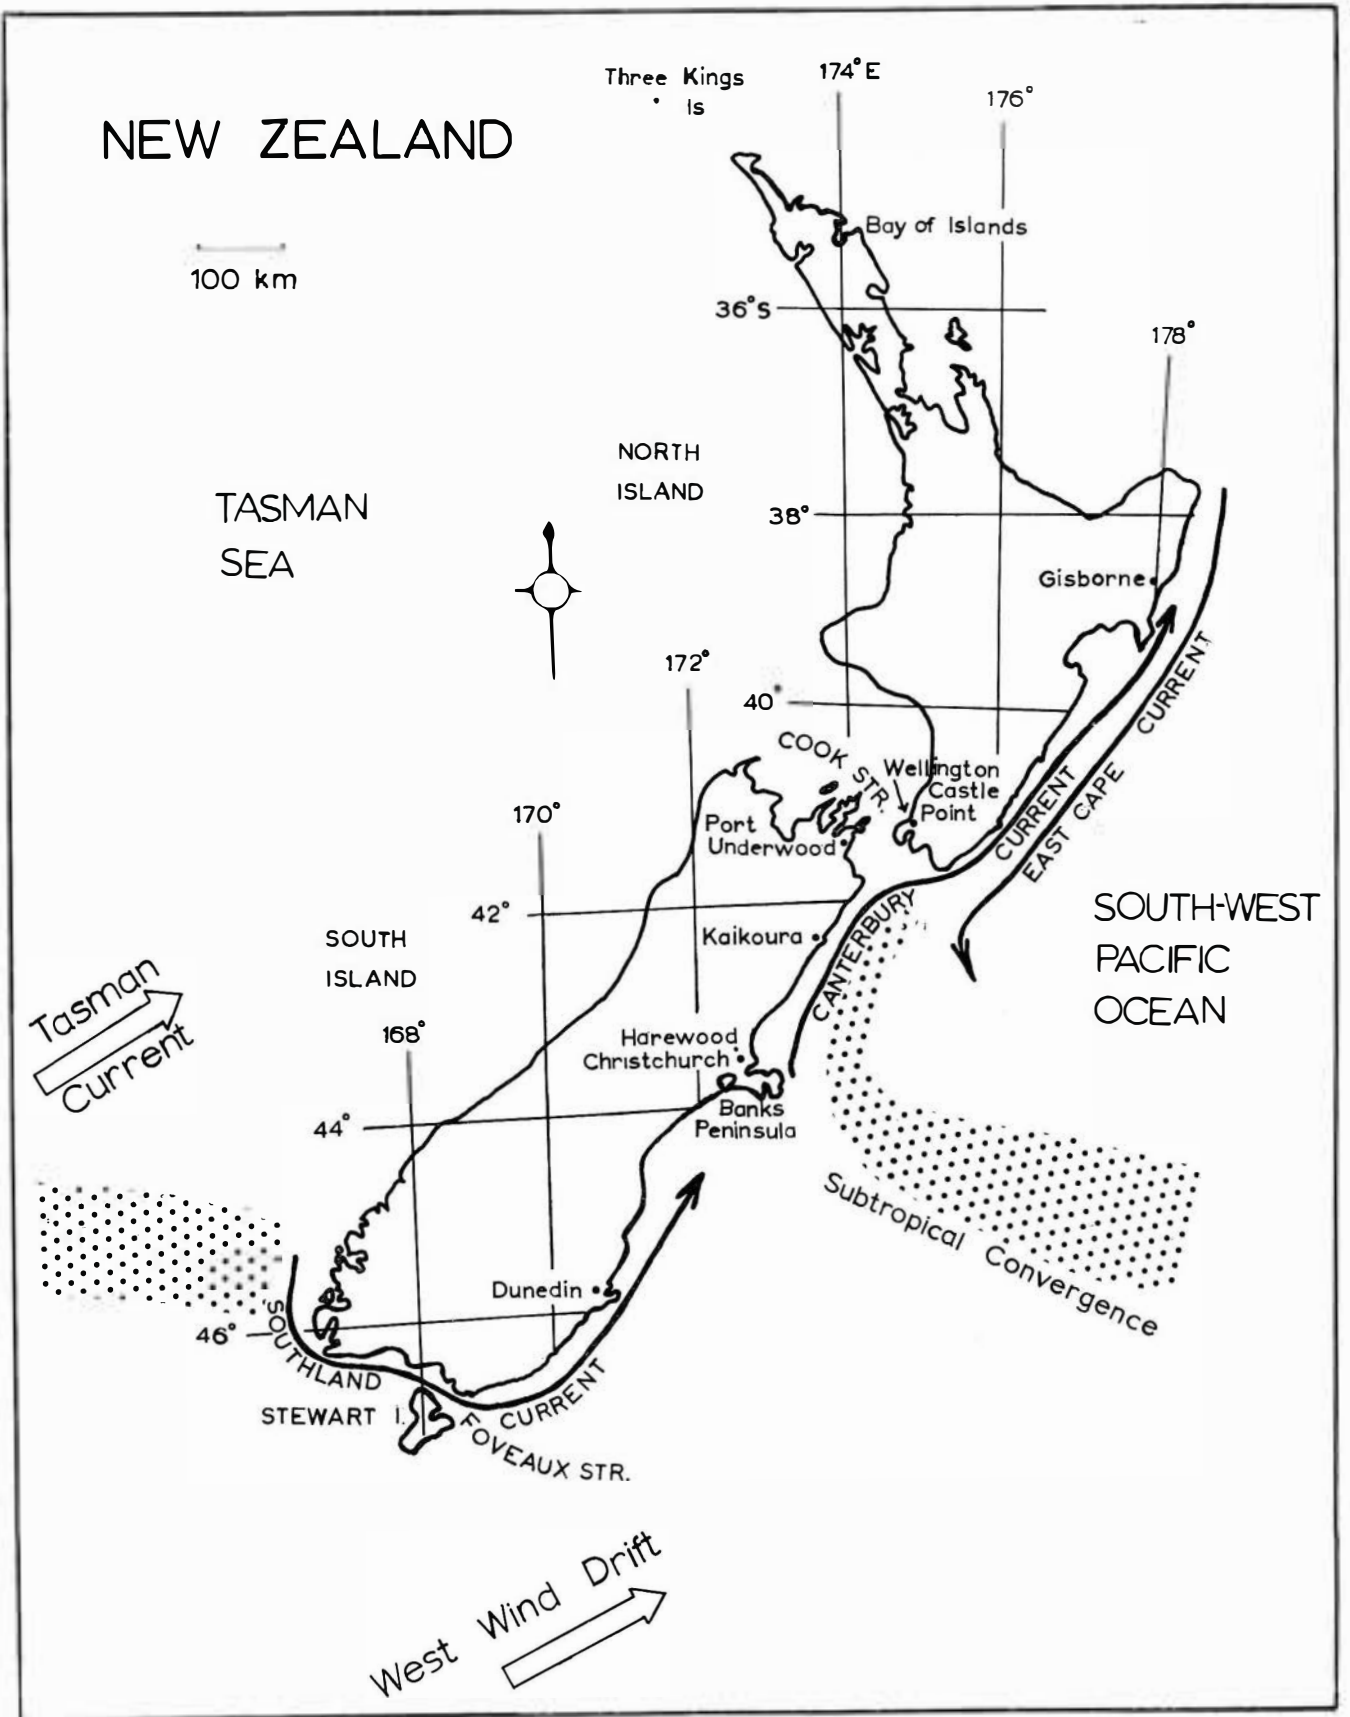 Three Kings
Is
174°E
176°
NEW ZEALAND
Bay of Islands
100 km
36°S
178°
NORTH
ISLAND
TASMAN
SEA
38°
Gisborne
172°
40°
COOK STR.
Wellington
Castle
Point
170°
Port
Underwood
CANTERBURY CURRENT
EAST CAPE CURRENT
42°
Kaikoura
SOUTH-WEST
PACIFIC
OCEAN
SOUTH
ISLAND
Tasman
Current
168°
Harewood
Christchurch
Banks
Peninsula
44°
Subtropical Convergence
Dunedin
46°
SOUTHLAND CURRENT
STEWART I.
FOVEAUX STR.
West Wind Drift